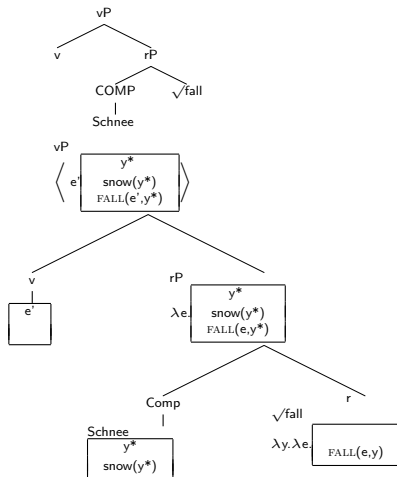 vP
v rP
COMP √fall
Schnee
vP
y*
⟨ e' snow(y*) ⟩
FALL(e',y*)
v rP
e' y*
λe. snow(y*)
FALL(e,y*)
Comp r
√fall
Schnee λy.λe. FALL(e,y)
y*
snow(y*)